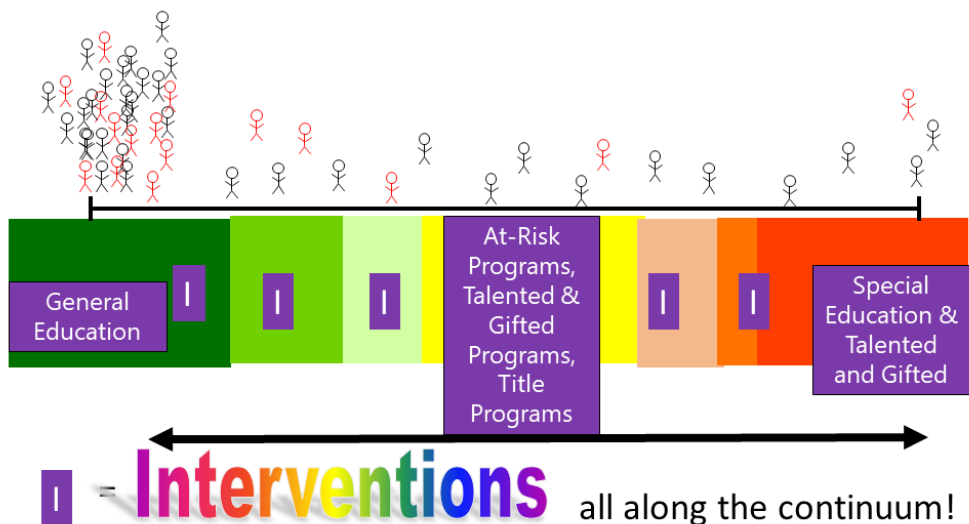 General
Education
I
I
I
At-Risk
Programs,
Talented &
Gifted
Programs,
Title
Programs
I
I
Special
Education &
Talented
and Gifted
I = Interventions all along the continuum!